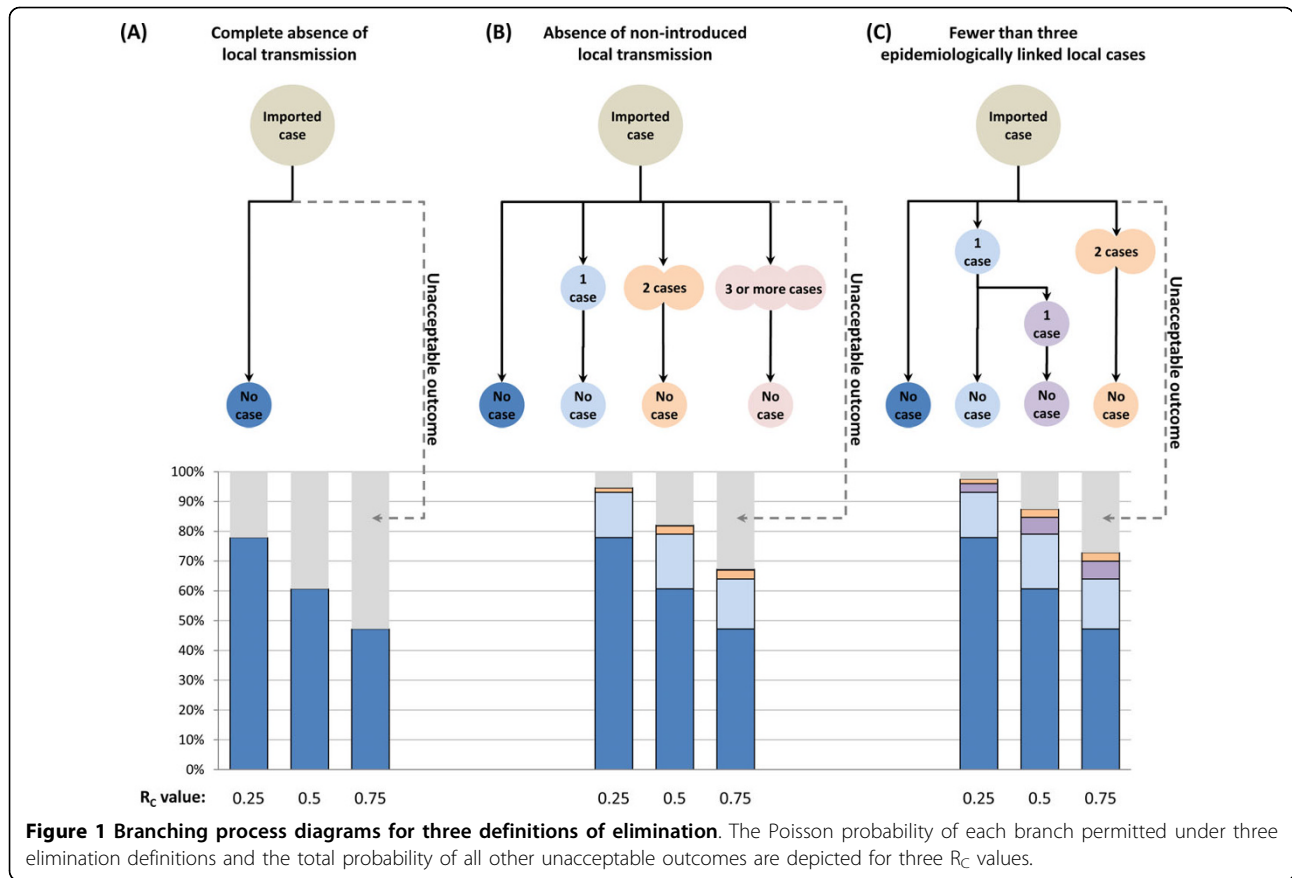 (A) Complete absence of
local transmission
(B) Absence of non-introduced
local transmission
(C) Fewer than three
epidemiologically linked local cases
Imported
case
No
case
Unacceptable outcome
Imported
case
1
case
2 cases
3 or more cases
No
case
No
case
No
case
No
case
Unacceptable outcome
Imported
case
1
case
2 cases
1
case
No
case
No
case
No
case
No
case
Unacceptable outcome
100%
90%
80%
70%
60%
50%
40%
30%
20%
10%
0%
RC value: 0.25 0.5 0.75 0.25 0.5 0.75 0.25 0.5 0.75
Figure 1 Branching process diagrams for three definitions of elimination. The Poisson probability of each branch permitted under three
elimination definitions and the total probability of all other unacceptable outcomes are depicted for three RC values.